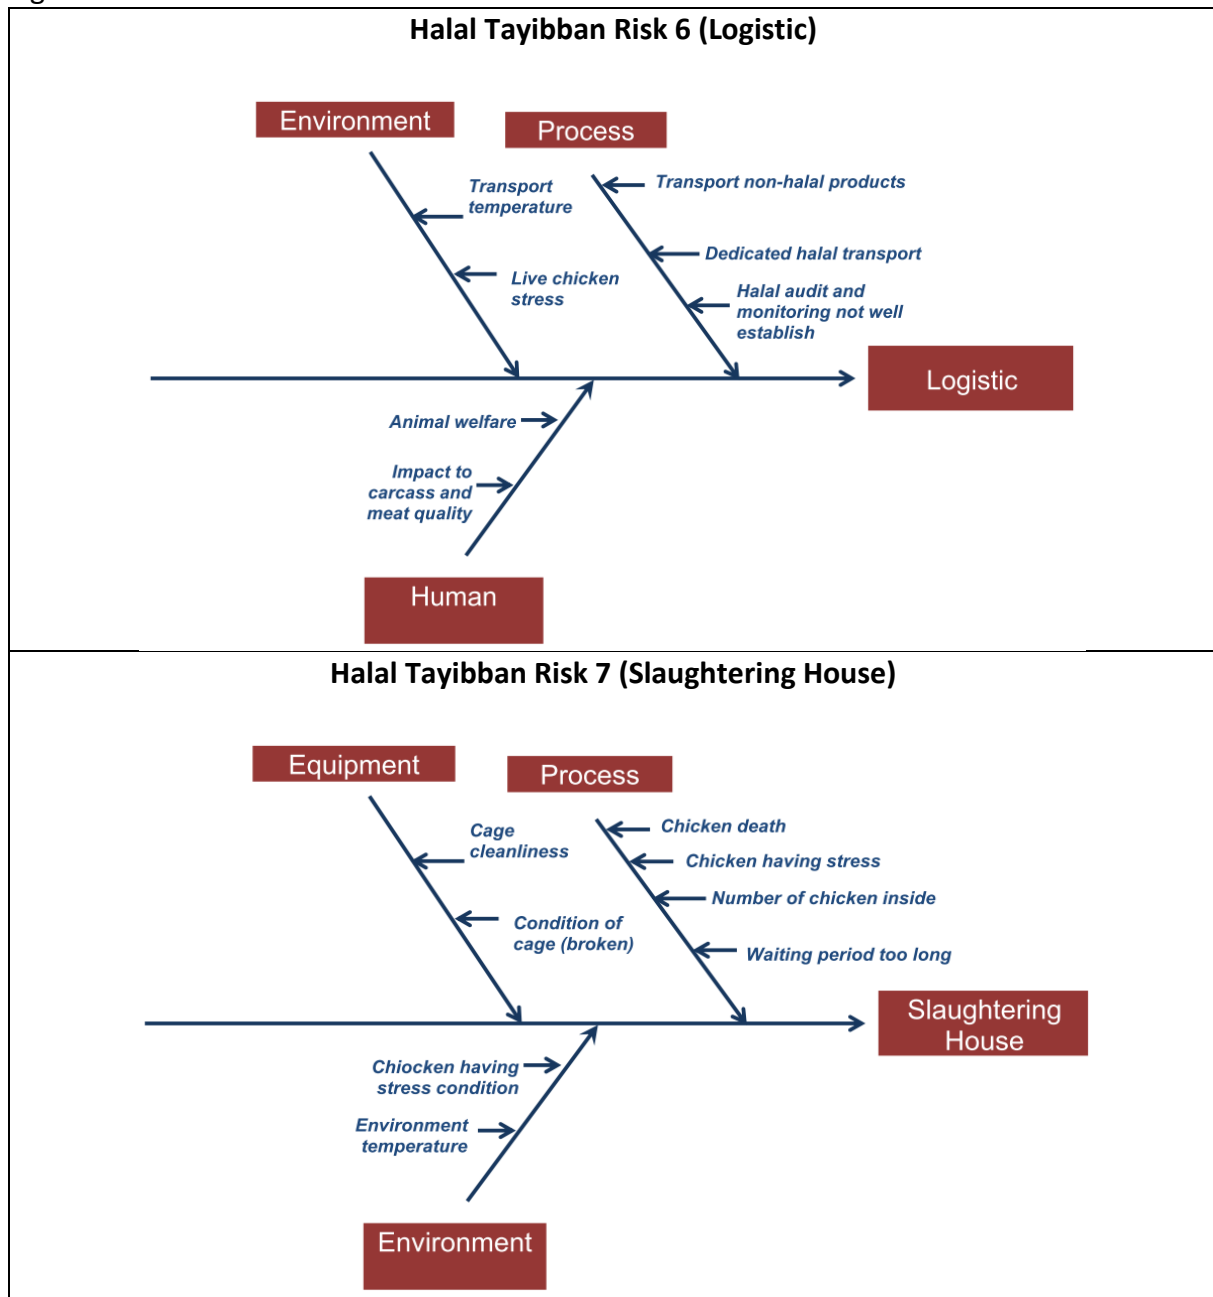 Halal Tayibban Risk 6 (Logistic)
Environment
Process
Transport
temperature
Live chicken
stress
Transport non-halal products
Dedicated halal transport
Halal audit and
monitoring not well
establish
Logistic
Animal welfare
Impact to
carcass and
meat quality
Human
Halal Tayibban Risk 7 (Slaughtering House)
Equipment
Process
Cage
cleanliness
Condition of
cage (broken)
Chicken death
Chicken having stress
Number of chicken inside
Waiting period too long
Slaughtering
House
Chiocken having
stress condition
Environment
temperature
Environment